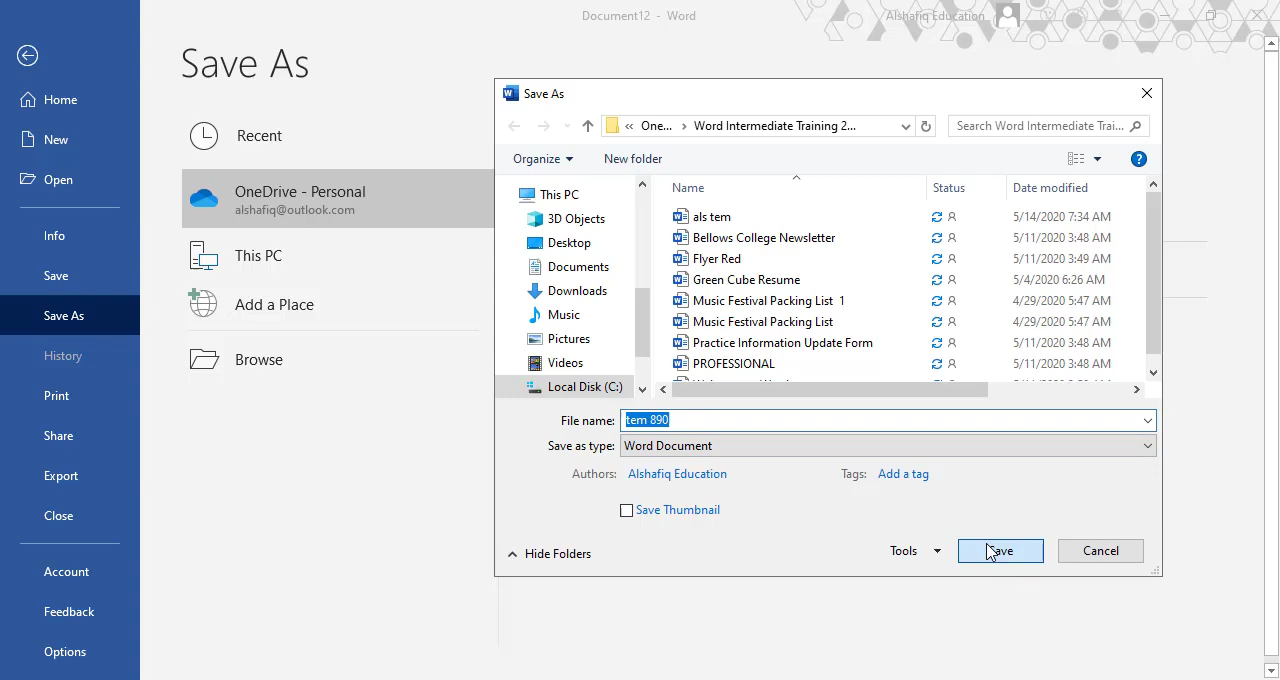 Document12 - Word
Alshafiq Education
Save As
Home
New
Open
Info
Save
Save As
History
Print
Share
Export
Close
Account
Feedback
Options
Recent
OneDrive - Personal
alshafiq@outlook.com
This PC
Add a Place
Browse
Save As
« One... › Word Intermediate Training 2...
Search Word Intermediate Trai...
Organize
New folder
This PC
3D Objects
Desktop
Documents
Downloads
Music
Pictures
Videos
Local Disk (C:)
Name Status Date modified
als tem 5/14/2020 7:34 AM
Bellows College Newsletter 5/11/2020 3:48 AM
Flyer Red 5/11/2020 3:49 AM
Green Cube Resume 5/4/2020 6:26 AM
Music Festival Packing List 1 4/29/2020 5:47 AM
Music Festival Packing List 4/29/2020 5:47 AM
Practice Information Update Form 5/11/2020 3:48 AM
PROFESSIONAL 5/11/2020 3:48 AM
File name: tem 890
Save as type: Word Document
Authors: Alshafiq Education Tags: Add a tag
Save Thumbnail
Hide Folders
Tools Save Cancel